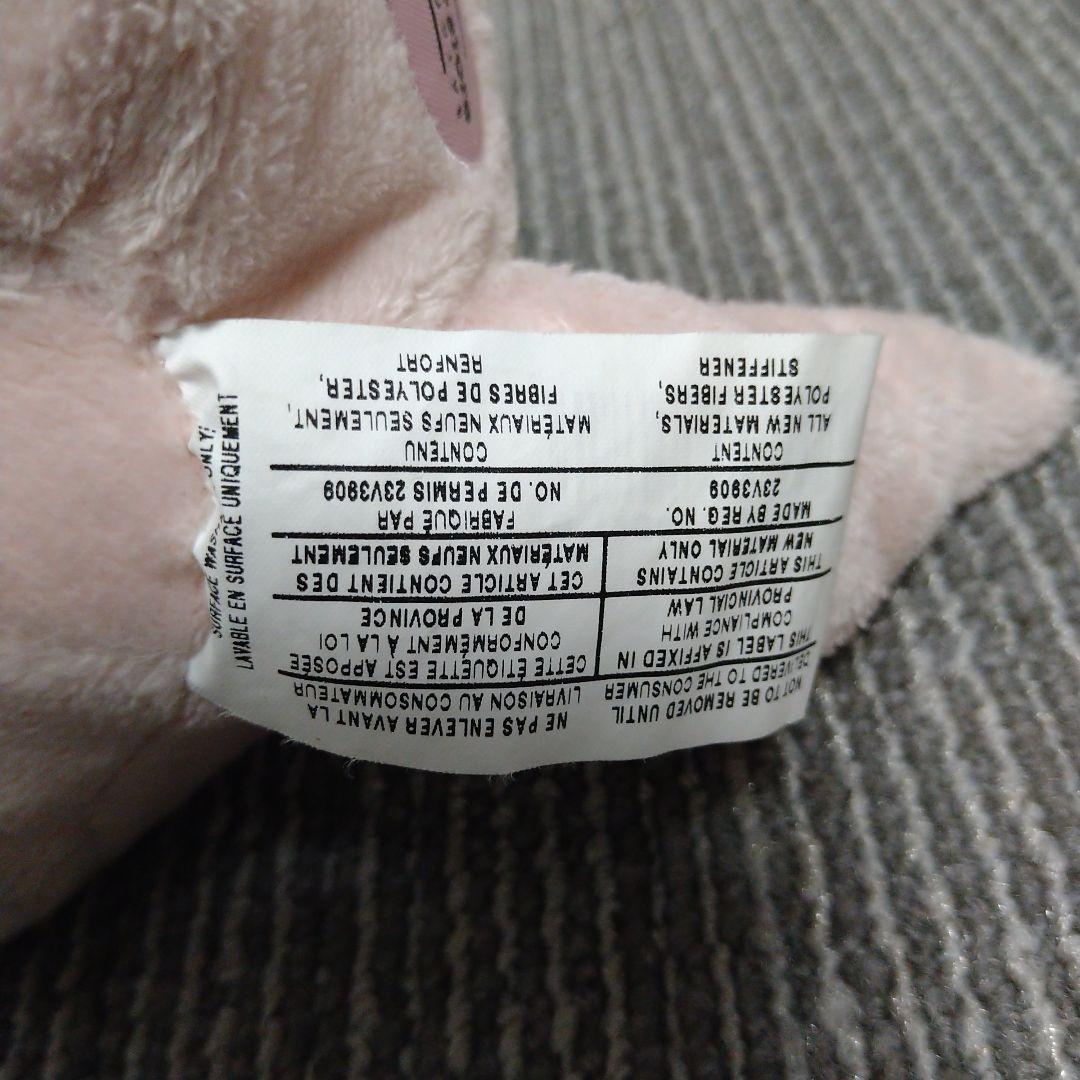 NOT TO BE REMOVED UNTIL
DELIVERED TO THE CONSUMER
NE PAS ENLEVER AVANT LA
LIVRAISON AU CONSOMMATEUR
THIS LABEL IS AFFIXED IN
COMPLIANCE WITH
PROVINCIAL LAW
CETTE ÉTIQUETTE EST APPOSÉE
CONFORMÉMENT À LA LOI
DE LA PROVINCE
THIS ARTICLE CONTAINS
NEW MATERIAL ONLY
CET ARTICLE CONTIENT DES
MATÉRIAUX NEUFS SEULEMENT
MADE BY REG. NO.
23V3909
FABRIQUÉ PAR
NO. DE PERMIS 23V3909
CONTENT
ALL NEW MATERIALS,
POLYESTER FIBERS,
STIFFENER
CONTENU
MATÉRIAUX NEUFS SEULEMENT,
FIBRES DE POLYESTER,
RENFORT
SURFACE ONLY!
LAVABLE EN SURFACE UNIQUEMENT